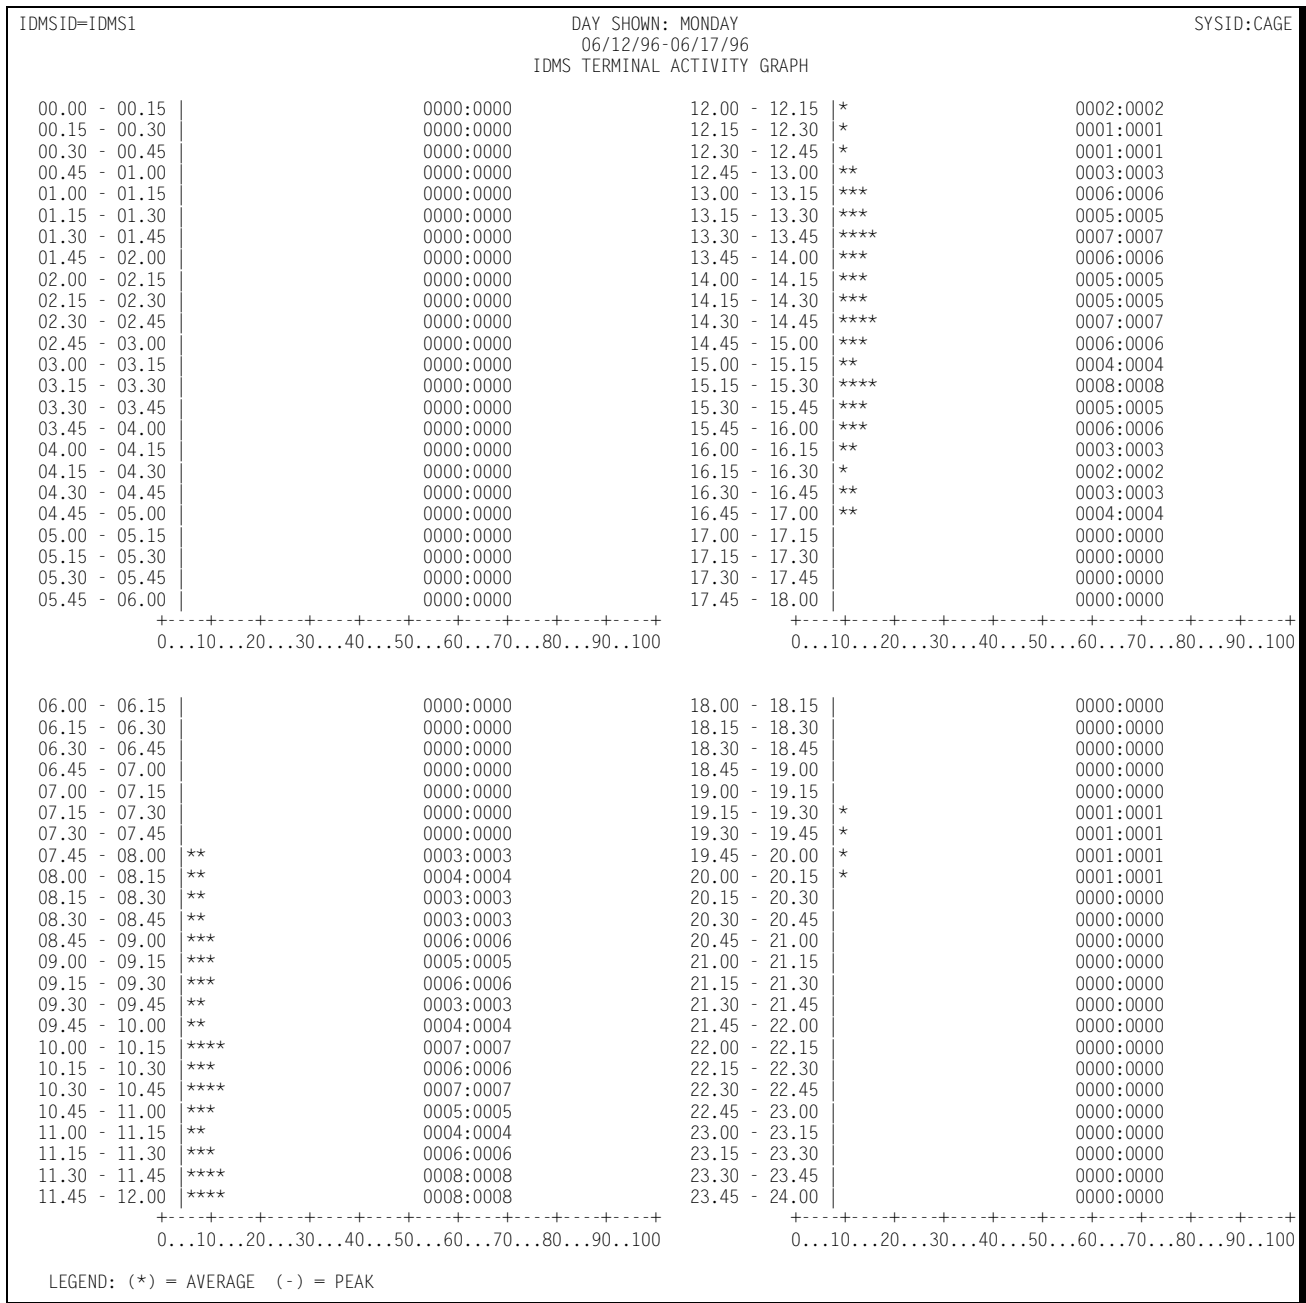 IDMSID=IDMS1 DAY SHOWN: MONDAY SYSID:CAGE
06/12/96-06/17/96
IDMS TERMINAL ACTIVITY GRAPH
00.00 - 00.15 | 0000:0000 12.00 - 12.15 |* 0002:0002
00.15 - 00.30 | 0000:0000 12.15 - 12.30 |* 0001:0001
00.30 - 00.45 | 0000:0000 12.30 - 12.45 |* 0001:0001
00.45 - 01.00 | 0000:0000 12.45 - 13.00 |** 0003:0003
01.00 - 01.15 | 0000:0000 13.00 - 13.15 |*** 0006:0006
01.15 - 01.30 | 0000:0000 13.15 - 13.30 |*** 0005:0005
01.30 - 01.45 | 0000:0000 13.30 - 13.45 |**** 0007:0007
01.45 - 02.00 | 0000:0000 13.45 - 14.00 |*** 0006:0006
02.00 - 02.15 | 0000:0000 14.00 - 14.15 |*** 0005:0005
02.15 - 02.30 | 0000:0000 14.15 - 14.30 |*** 0005:0005
02.30 - 02.45 | 0000:0000 14.30 - 14.45 |**** 0007:0007
02.45 - 03.00 | 0000:0000 14.45 - 15.00 |*** 0006:0006
03.00 - 03.15 | 0000:0000 15.00 - 15.15 |** 0004:0004
03.15 - 03.30 | 0000:0000 15.15 - 15.30 |**** 0008:0008
03.30 - 03.45 | 0000:0000 15.30 - 15.45 |*** 0005:0005
03.45 - 04.00 | 0000:0000 15.45 - 16.00 |*** 0006:0006
04.00 - 04.15 | 0000:0000 16.00 - 16.15 |** 0003:0003
04.15 - 04.30 | 0000:0000 16.15 - 16.30 |* 0002:0002
04.30 - 04.45 | 0000:0000 16.30 - 16.45 |** 0003:0003
04.45 - 05.00 | 0000:0000 16.45 - 17.00 |** 0004:0004
05.00 - 05.15 | 0000:0000 17.00 - 17.15 | 0000:0000
05.15 - 05.30 | 0000:0000 17.15 - 17.30 | 0000:0000
05.30 - 05.45 | 0000:0000 17.30 - 17.45 | 0000:0000
05.45 - 06.00 | 0000:0000 17.45 - 18.00 | 0000:0000
+----+----+----+----+----+----+----+----+----+----+ +----+----+----+----+----+----+----+----+----+----+
0...10...20...30...40...50...60...70...80...90..100 0...10...20...30...40...50...60...70...80...90..100
06.00 - 06.15 | 0000:0000 18.00 - 18.15 | 0000:0000
06.15 - 06.30 | 0000:0000 18.15 - 18.30 | 0000:0000
06.30 - 06.45 | 0000:0000 18.30 - 18.45 | 0000:0000
06.45 - 07.00 | 0000:0000 18.45 - 19.00 | 0000:0000
07.00 - 07.15 | 0000:0000 19.00 - 19.15 | 0000:0000
07.15 - 07.30 | 0000:0000 19.15 - 19.30 |* 0001:0001
07.30 - 07.45 | 0000:0000 19.30 - 19.45 |* 0001:0001
07.45 - 08.00 |** 0003:0003 19.45 - 20.00 |* 0001:0001
08.00 - 08.15 |** 0004:0004 20.00 - 20.15 |* 0001:0001
08.15 - 08.30 |** 0003:0003 20.15 - 20.30 | 0000:0000
08.30 - 08.45 |** 0003:0003 20.30 - 20.45 | 0000:0000
08.45 - 09.00 |*** 0006:0006 20.45 - 21.00 | 0000:0000
09.00 - 09.15 |*** 0005:0005 21.00 - 21.15 | 0000:0000
09.15 - 09.30 |*** 0006:0006 21.15 - 21.30 | 0000:0000
09.30 - 09.45 |** 0003:0003 21.30 - 21.45 | 0000:0000
09.45 - 10.00 |** 0004:0004 21.45 - 22.00 | 0000:0000
10.00 - 10.15 |**** 0007:0007 22.00 - 22.15 | 0000:0000
10.15 - 10.30 |*** 0006:0006 22.15 - 22.30 | 0000:0000
10.30 - 10.45 |**** 0007:0007 22.30 - 22.45 | 0000:0000
10.45 - 11.00 |*** 0005:0005 22.45 - 23.00 | 0000:0000
11.00 - 11.15 |** 0004:0004 23.00 - 23.15 | 0000:0000
11.15 - 11.30 |*** 0006:0006 23.15 - 23.30 | 0000:0000
11.30 - 11.45 |**** 0008:0008 23.30 - 23.45 | 0000:0000
11.45 - 12.00 |**** 0008:0008 23.45 - 24.00 | 0000:0000
+----+----+----+----+----+----+----+----+----+----+ +----+----+----+----+----+----+----+----+----+----+
0...10...20...30...40...50...60...70...80...90..100 0...10...20...30...40...50...60...70...80...90..100
LEGEND: (*) = AVERAGE (-) = PEAK